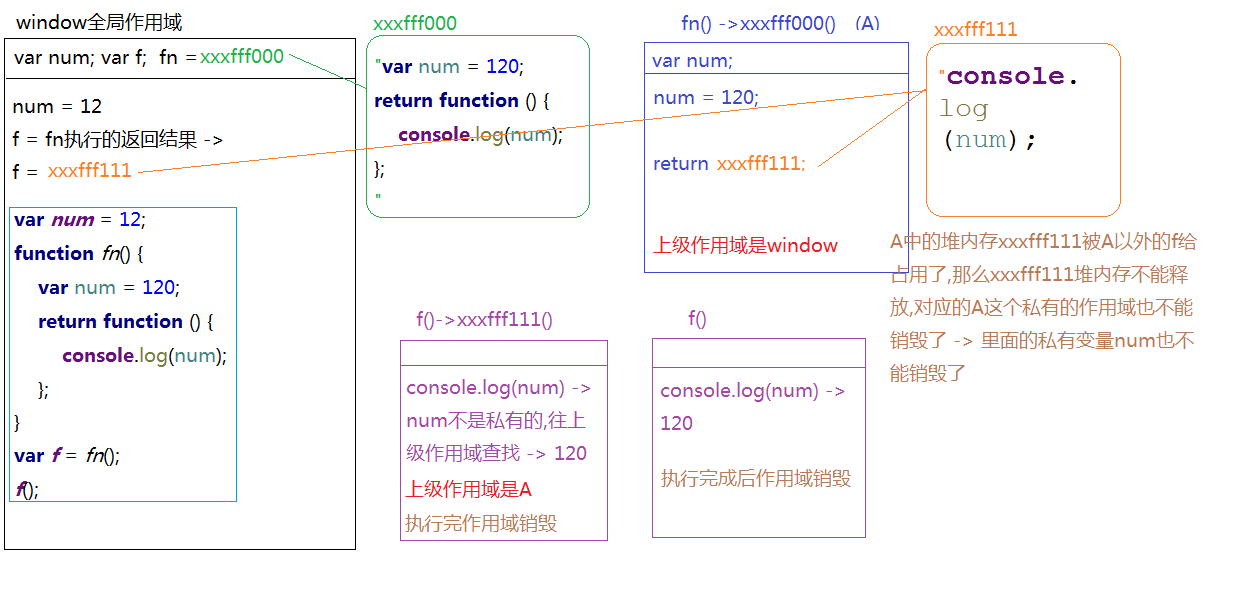 window全局作用域
var num; var f;  fn =xxxfff000
num = 12
f = fn执行的返回结果 ->
f = xxxfff111
var num = 12;
function fn() {
var num = 120;
return function () {
console.log(num);
};
}
var f = fn();
f();
xxxfff000
"var num = 120;
return function () {
console.log(num);
};
"
fn() ->xxxfff000()   (A)
var num;
num = 120;
return xxxfff111;
上级作用域是window
xxxfff111
"console.
log
(num);
A中的堆内存xxxfff111被A以外的f给
占用了,那么xxxfff111堆内存不能释
放,对应的A这个私有的作用域也不能
销毁了 -> 里面的私有变量num也不
能销毁了
f()->xxxfff111()
console.log(num) ->
num不是私有的,往上
级作用域查找 -> 120
上级作用域是A
执行完作用域销毁
f()
console.log(num) ->
120
执行完成后作用域销毁